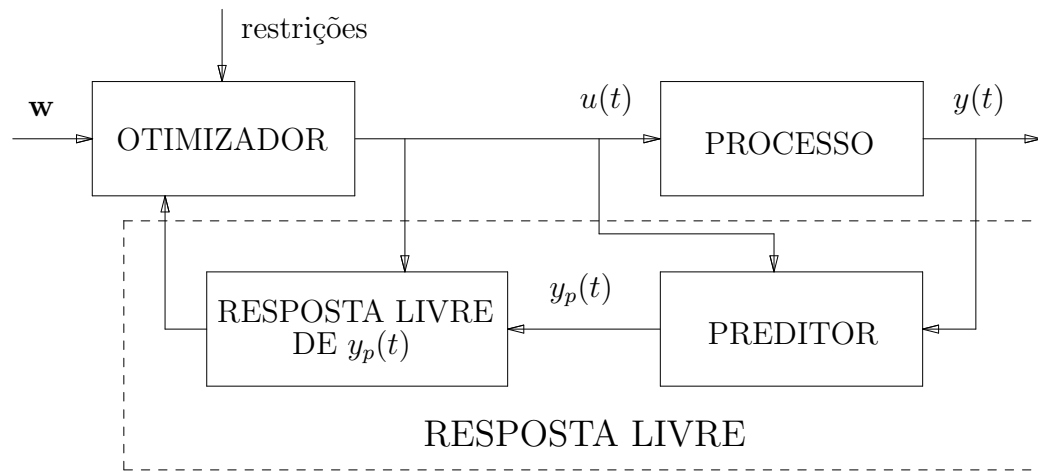 restrições
w
u(t)
y(t)
OTIMIZADOR
PROCESSO
RESPOSTA LIVRE
DE y_p(t)
y_p(t)
PREDITOR
RESPOSTA LIVRE